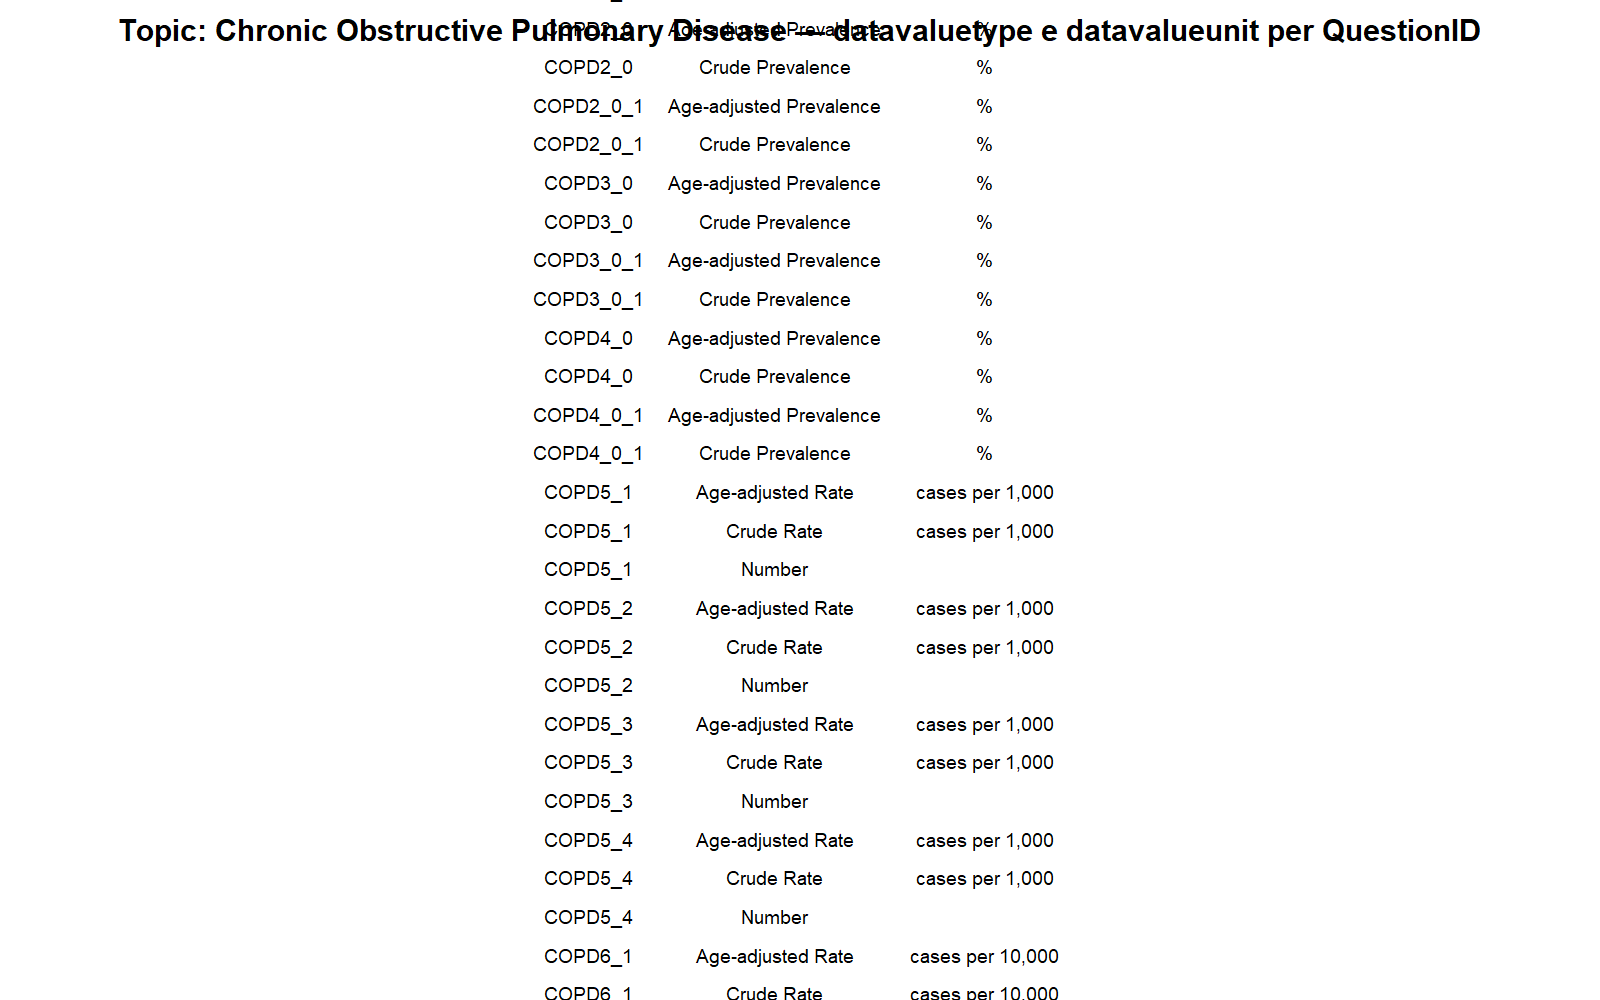 Topic: Chronic Obstructive Pulmonary Disease — datavaluetype e datavalueunit per QuestionID
COPD2_0 Age-adjusted Prevalence %
COPD2_0 Crude Prevalence %
COPD2_0_1 Age-adjusted Prevalence %
COPD2_0_1 Crude Prevalence %
COPD3_0 Age-adjusted Prevalence %
COPD3_0 Crude Prevalence %
COPD3_0_1 Age-adjusted Prevalence %
COPD3_0_1 Crude Prevalence %
COPD4_0 Age-adjusted Prevalence %
COPD4_0 Crude Prevalence %
COPD4_0_1 Age-adjusted Prevalence %
COPD4_0_1 Crude Prevalence %
COPD5_1 Age-adjusted Rate cases per 1,000
COPD5_1 Crude Rate cases per 1,000
COPD5_1 Number
COPD5_2 Age-adjusted Rate cases per 1,000
COPD5_2 Crude Rate cases per 1,000
COPD5_2 Number
COPD5_3 Age-adjusted Rate cases per 1,000
COPD5_3 Crude Rate cases per 1,000
COPD5_3 Number
COPD5_4 Age-adjusted Rate cases per 1,000
COPD5_4 Crude Rate cases per 1,000
COPD5_4 Number
COPD6_1 Age-adjusted Rate cases per 10,000
COPD6_1 Crude Rate cases per 10,000